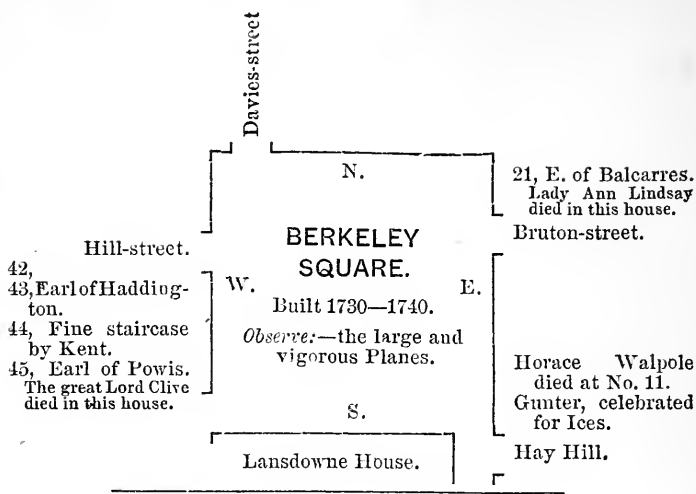 Davies-street
N.
21, E. of Balcarres.
Lady Ann Lindsay
died in this house.
Bruton-street.
Hill-street.
42,
43, Earl of Hadding-
ton.
44, Fine staircase
by Kent.
45, Earl of Powis.
The great Lord Clive
died in this house.
W.
BERKELEY
SQUARE.
Built 1730—1740.
Observe:—the large and
vigorous Planes.
E.
Horace Walpole
died at No. 11.
Gunter, celebrated
for Ices.
S.
Lansdowne House.
Hay Hill.